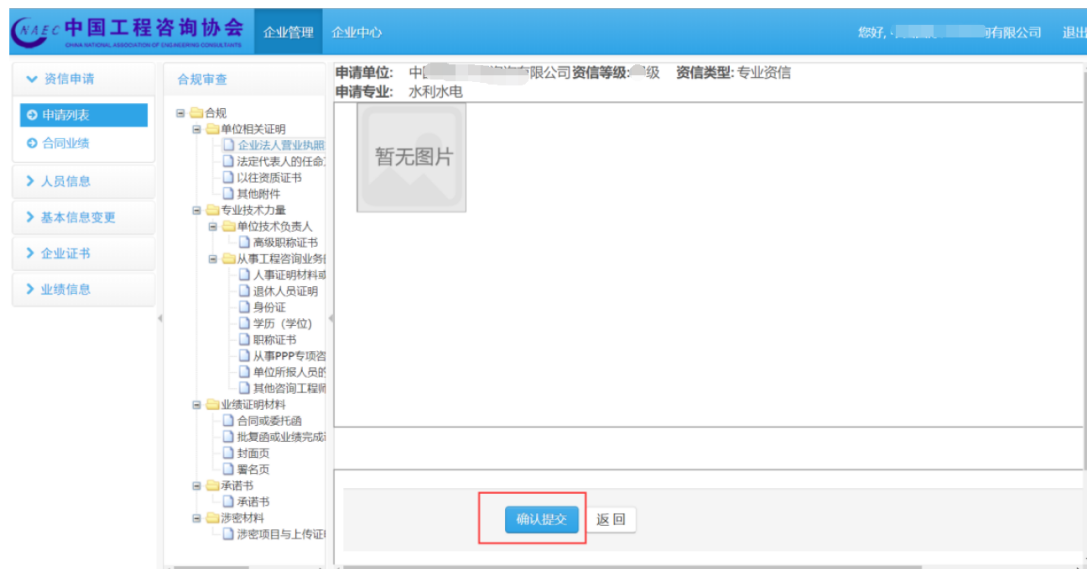 NAEC 中国工程咨询协会
CHINA NATIONAL ASSOCIATION OF ENGINEERING CONSULTANTS
企业管理 企业中心
您好, 有限公司 退出
资信申请
申请列表
合同业绩
人员信息
基本信息变更
企业证书
业绩信息
合规审查
合规
单位相关证明
企业法人营业执照
法定代表人的任命
以往资质证书
其他附件
专业技术力量
单位技术负责人
高级职称证书
从事工程咨询业务
人事证明材料或
退休人员证明
身份证
学历（学位）
职称证书
从事PPP专项咨
单位所报人员的
其他咨询工程师
业绩证明材料
合同或委托函
批复函或业绩完成
封面页
署名页
承诺书
承诺书
涉密材料
涉密项目与上传证
申请单位: 中 有限公司 资信等级: 级 资信类型: 专业资信
申请专业: 水利水电
暂无图片
确认提交 返回